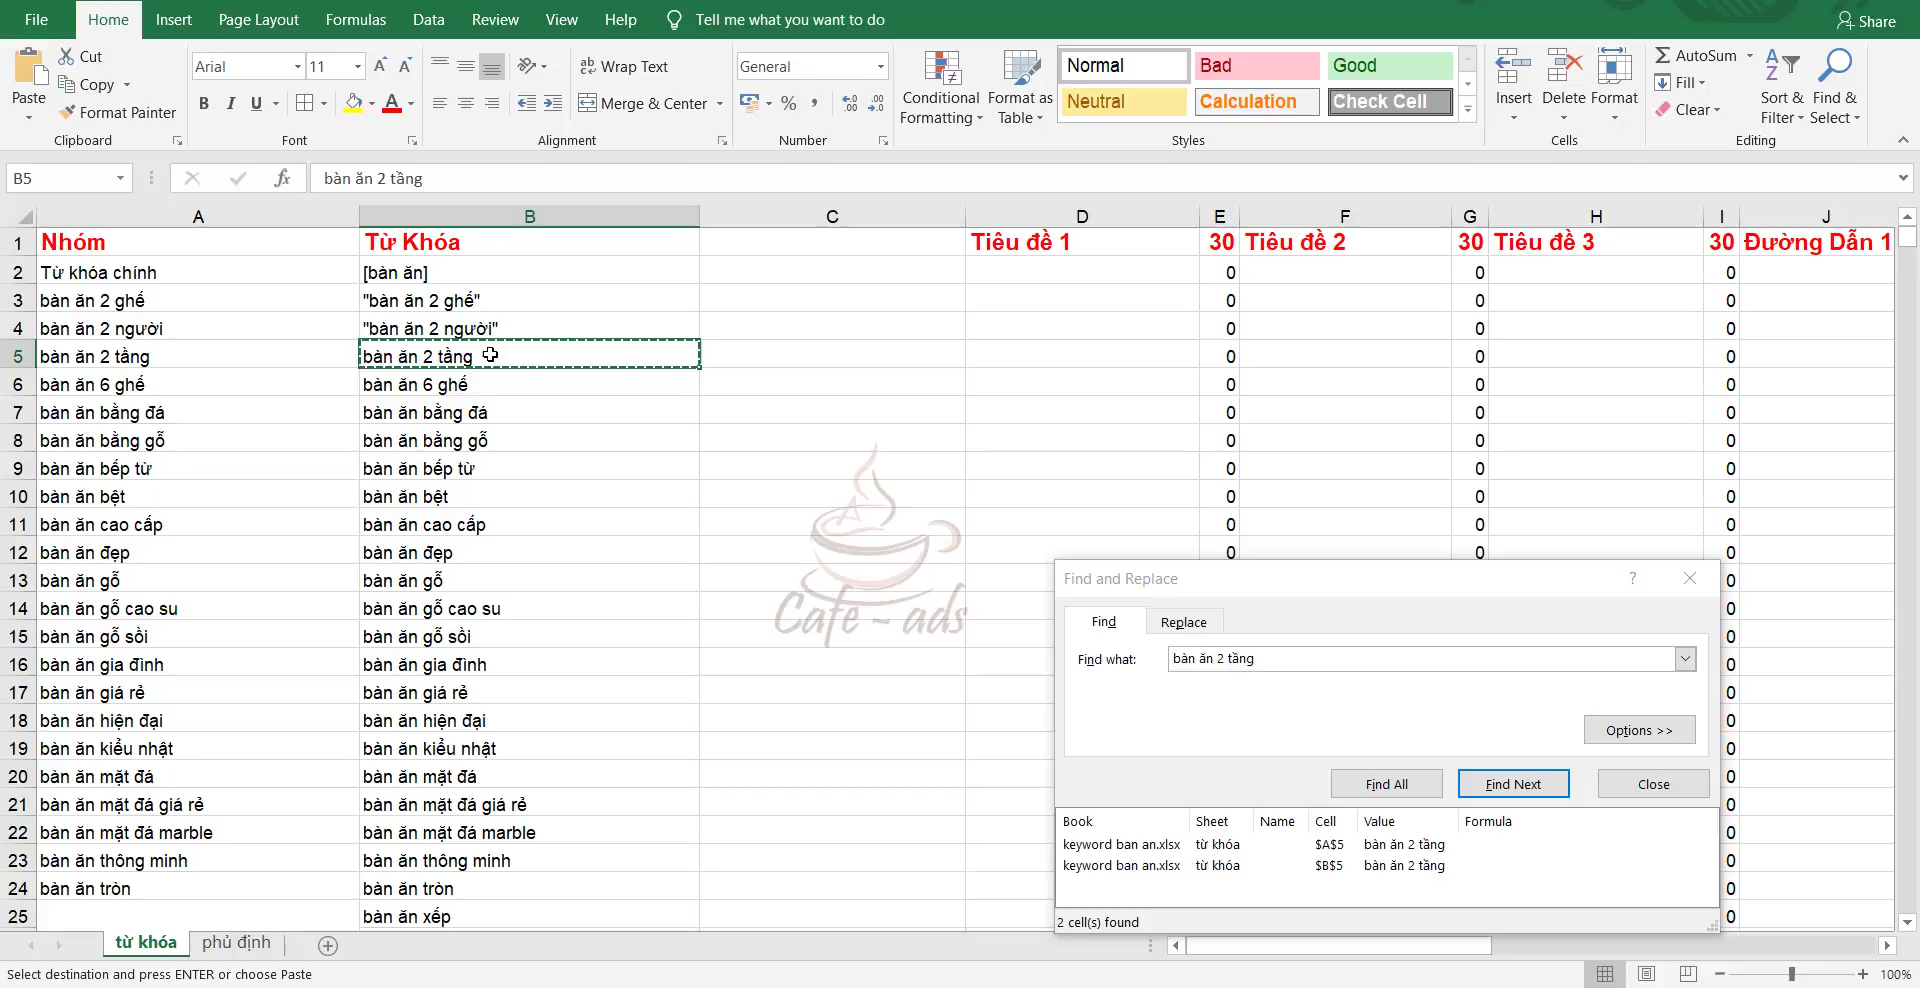 File Home Insert Page Layout Formulas Data Review View Help Tell me what you want to do Share
Paste Cut Copy Format Painter Clipboard
Arial 11 B I U Font
Wrap Text Merge & Center Alignment
General % Number
Conditional Formatting Format as Table
Normal Bad Good
Neutral Calculation Check Cell
Styles
Insert Delete Format Cells
AutoSum Fill Clear Sort & Filter Find & Select Editing
B5 fx bàn ăn 2 tầng
A B C D E F G H I J
1 Nhóm Từ Khóa Tiêu đề 1 30 Tiêu đề 2 30 Tiêu đề 3 30 Đường Dẫn 1
2 Từ khóa chính [bàn ăn] 0 0 0
3 bàn ăn 2 ghế "bàn ăn 2 ghế" 0 0 0
4 bàn ăn 2 người "bàn ăn 2 người" 0 0 0
5 bàn ăn 2 tầng bàn ăn 2 tầng 0 0 0
6 bàn ăn 6 ghế bàn ăn 6 ghế 0 0 0
7 bàn ăn bằng đá bàn ăn bằng đá 0 0 0
8 bàn ăn bằng gỗ bàn ăn bằng gỗ 0 0 0
9 bàn ăn bếp từ bàn ăn bếp từ 0 0 0
10 bàn ăn bệt bàn ăn bệt 0 0 0
11 bàn ăn cao cấp bàn ăn cao cấp 0 0 0
12 bàn ăn đẹp bàn ăn đẹp 0 0 0
13 bàn ăn gỗ bàn ăn gỗ 0
14 bàn ăn gỗ cao su bàn ăn gỗ cao su 0
15 bàn ăn gỗ sồi bàn ăn gỗ sồi 0
16 bàn ăn gia đình bàn ăn gia đình 0
17 bàn ăn giá rẻ bàn ăn giá rẻ 0
18 bàn ăn hiện đại bàn ăn hiện đại 0
19 bàn ăn kiểu nhật bàn ăn kiểu nhật 0
20 bàn ăn mặt đá bàn ăn mặt đá 0
21 bàn ăn mặt đá giá rẻ bàn ăn mặt đá giá rẻ 0
22 bàn ăn mặt đá marble bàn ăn mặt đá marble 0
23 bàn ăn thông minh bàn ăn thông minh 0
24 bàn ăn tròn bàn ăn tròn 0
25 bàn ăn xếp 0
Cafe - ads
Find and Replace ?
Find Replace
Find what: bàn ăn 2 tầng
Options >>
Find All Find Next Close
Book Sheet Name Cell Value Formula
keyword ban an.xlsx từ khóa $A$5 bàn ăn 2 tầng
keyword ban an.xlsx từ khóa $B$5 bàn ăn 2 tầng
2 cell(s) found
từ khóa phủ định
Select destination and press ENTER or choose Paste 100%